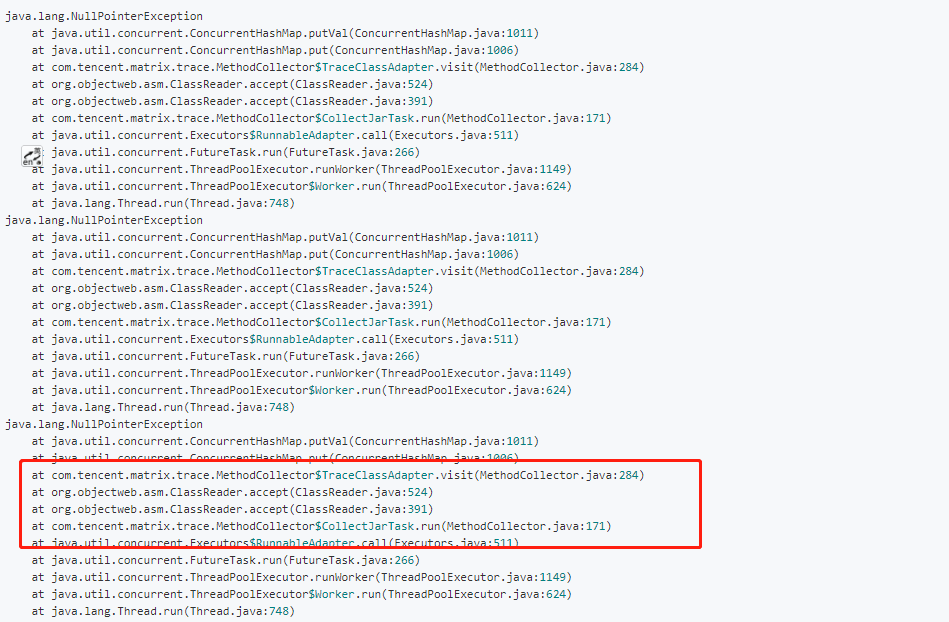 java.lang.NullPointerException
    at java.util.concurrent.ConcurrentHashMap.putVal(ConcurrentHashMap.java:1011)
    at java.util.concurrent.ConcurrentHashMap.put(ConcurrentHashMap.java:1006)
    at com.tencent.matrix.trace.MethodCollector$TraceClassAdapter.visit(MethodCollector.java:284)
    at org.objectweb.asm.ClassReader.accept(ClassReader.java:524)
    at org.objectweb.asm.ClassReader.accept(ClassReader.java:391)
    at com.tencent.matrix.trace.MethodCollector$CollectJarTask.run(MethodCollector.java:171)
    at java.util.concurrent.Executors$RunnableAdapter.call(Executors.java:511)
    java.util.concurrent.FutureTask.run(FutureTask.java:266)
    at java.util.concurrent.ThreadPoolExecutor.runWorker(ThreadPoolExecutor.java:1149)
    at java.util.concurrent.ThreadPoolExecutor$Worker.run(ThreadPoolExecutor.java:624)
    at java.lang.Thread.run(Thread.java:748)
java.lang.NullPointerException
    at java.util.concurrent.ConcurrentHashMap.putVal(ConcurrentHashMap.java:1011)
    at java.util.concurrent.ConcurrentHashMap.put(ConcurrentHashMap.java:1006)
    at com.tencent.matrix.trace.MethodCollector$TraceClassAdapter.visit(MethodCollector.java:284)
    at org.objectweb.asm.ClassReader.accept(ClassReader.java:524)
    at org.objectweb.asm.ClassReader.accept(ClassReader.java:391)
    at com.tencent.matrix.trace.MethodCollector$CollectJarTask.run(MethodCollector.java:171)
    at java.util.concurrent.Executors$RunnableAdapter.call(Executors.java:511)
    at java.util.concurrent.FutureTask.run(FutureTask.java:266)
    at java.util.concurrent.ThreadPoolExecutor.runWorker(ThreadPoolExecutor.java:1149)
    at java.util.concurrent.ThreadPoolExecutor$Worker.run(ThreadPoolExecutor.java:624)
    at java.lang.Thread.run(Thread.java:748)
java.lang.NullPointerException
    at java.util.concurrent.ConcurrentHashMap.putVal(ConcurrentHashMap.java:1011)
    at java.util.concurrent.ConcurrentHashMap.put(ConcurrentHashMap.java:1006)
    at com.tencent.matrix.trace.MethodCollector$TraceClassAdapter.visit(MethodCollector.java:284)
    at org.objectweb.asm.ClassReader.accept(ClassReader.java:524)
    at org.objectweb.asm.ClassReader.accept(ClassReader.java:391)
    at com.tencent.matrix.trace.MethodCollector$CollectJarTask.run(MethodCollector.java:171)
    at java.util.concurrent.Executors$RunnableAdapter.call(Executors.java:511)
    at java.util.concurrent.FutureTask.run(FutureTask.java:266)
    at java.util.concurrent.ThreadPoolExecutor.runWorker(ThreadPoolExecutor.java:1149)
    at java.util.concurrent.ThreadPoolExecutor$Worker.run(ThreadPoolExecutor.java:624)
    at java.lang.Thread.run(Thread.java:748)